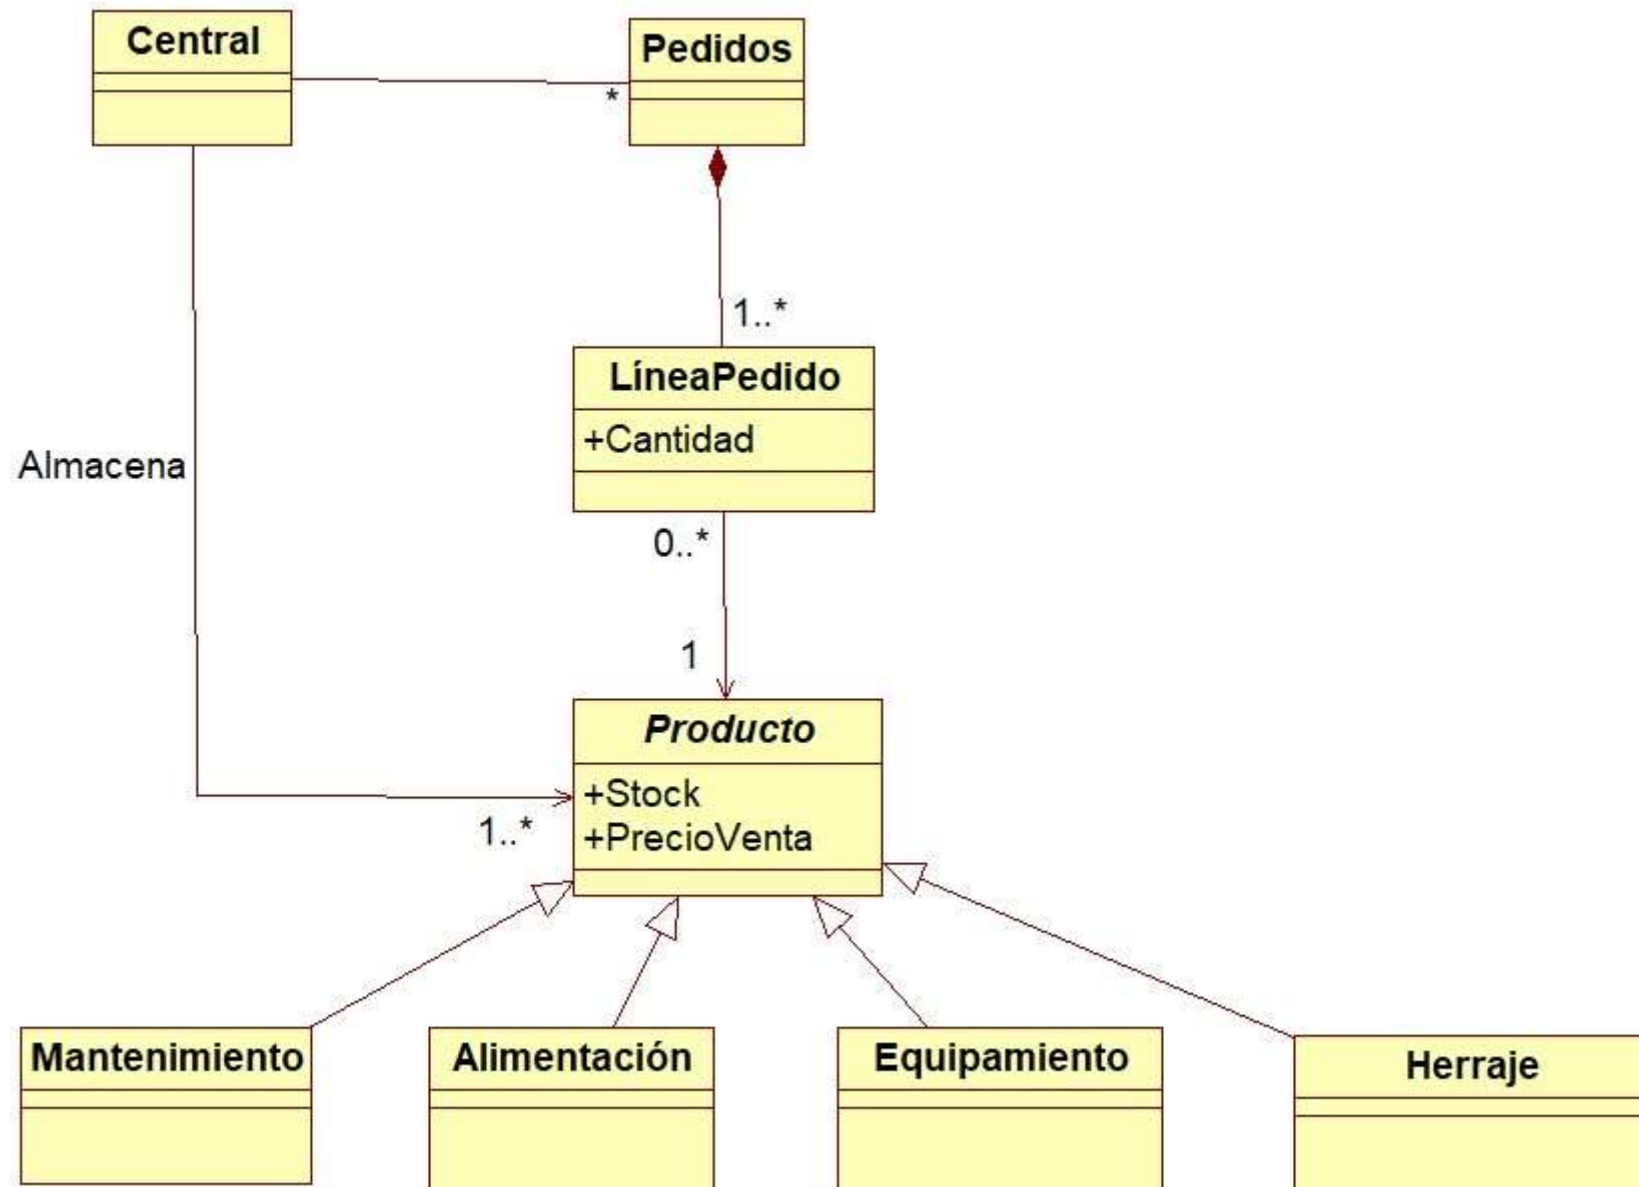 Central
Pedidos
*
1..*
LíneaPedido
+Cantidad
Almacena
0..*
1
Producto
+Stock
+PrecioVenta
1..*
Mantenimiento
Alimentación
Equipamiento
Herraje